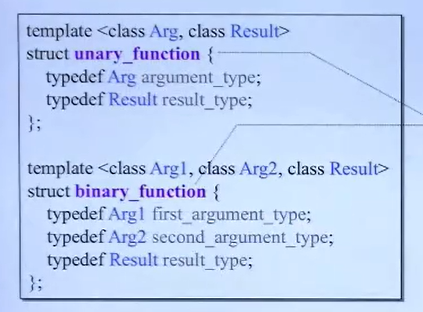 template <class Arg, class Result>
struct unary_function {
typedef Arg argument_type;
typedef Result result_type;
};
template <class Arg1, class Arg2, class Result>
struct binary_function {
typedef Arg1 first_argument_type;
typedef Arg2 second_argument_type;
typedef Result result_type;
};